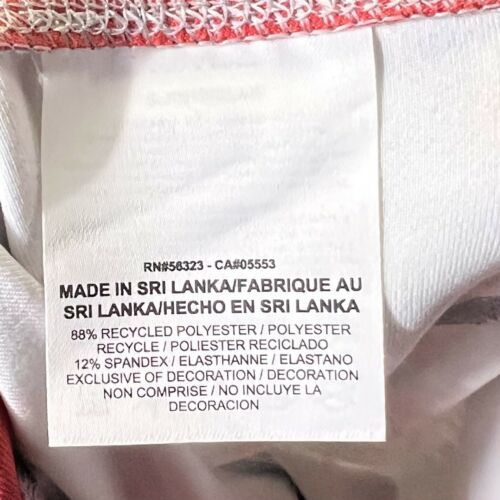 RN#56323 - CA#05553
MADE IN SRI LANKA/FABRIQUE AU
SRI LANKA/HECHO EN SRI LANKA
88% RECYCLED POLYESTER / POLYESTER
RECYCLE / POLIESTER RECICLADO
12% SPANDEX / ELASTHANNE / ELASTANO
EXCLUSIVE OF DECORATION / DECORATION
NON COMPRISE / NO INCLUYE LA
DECORACION